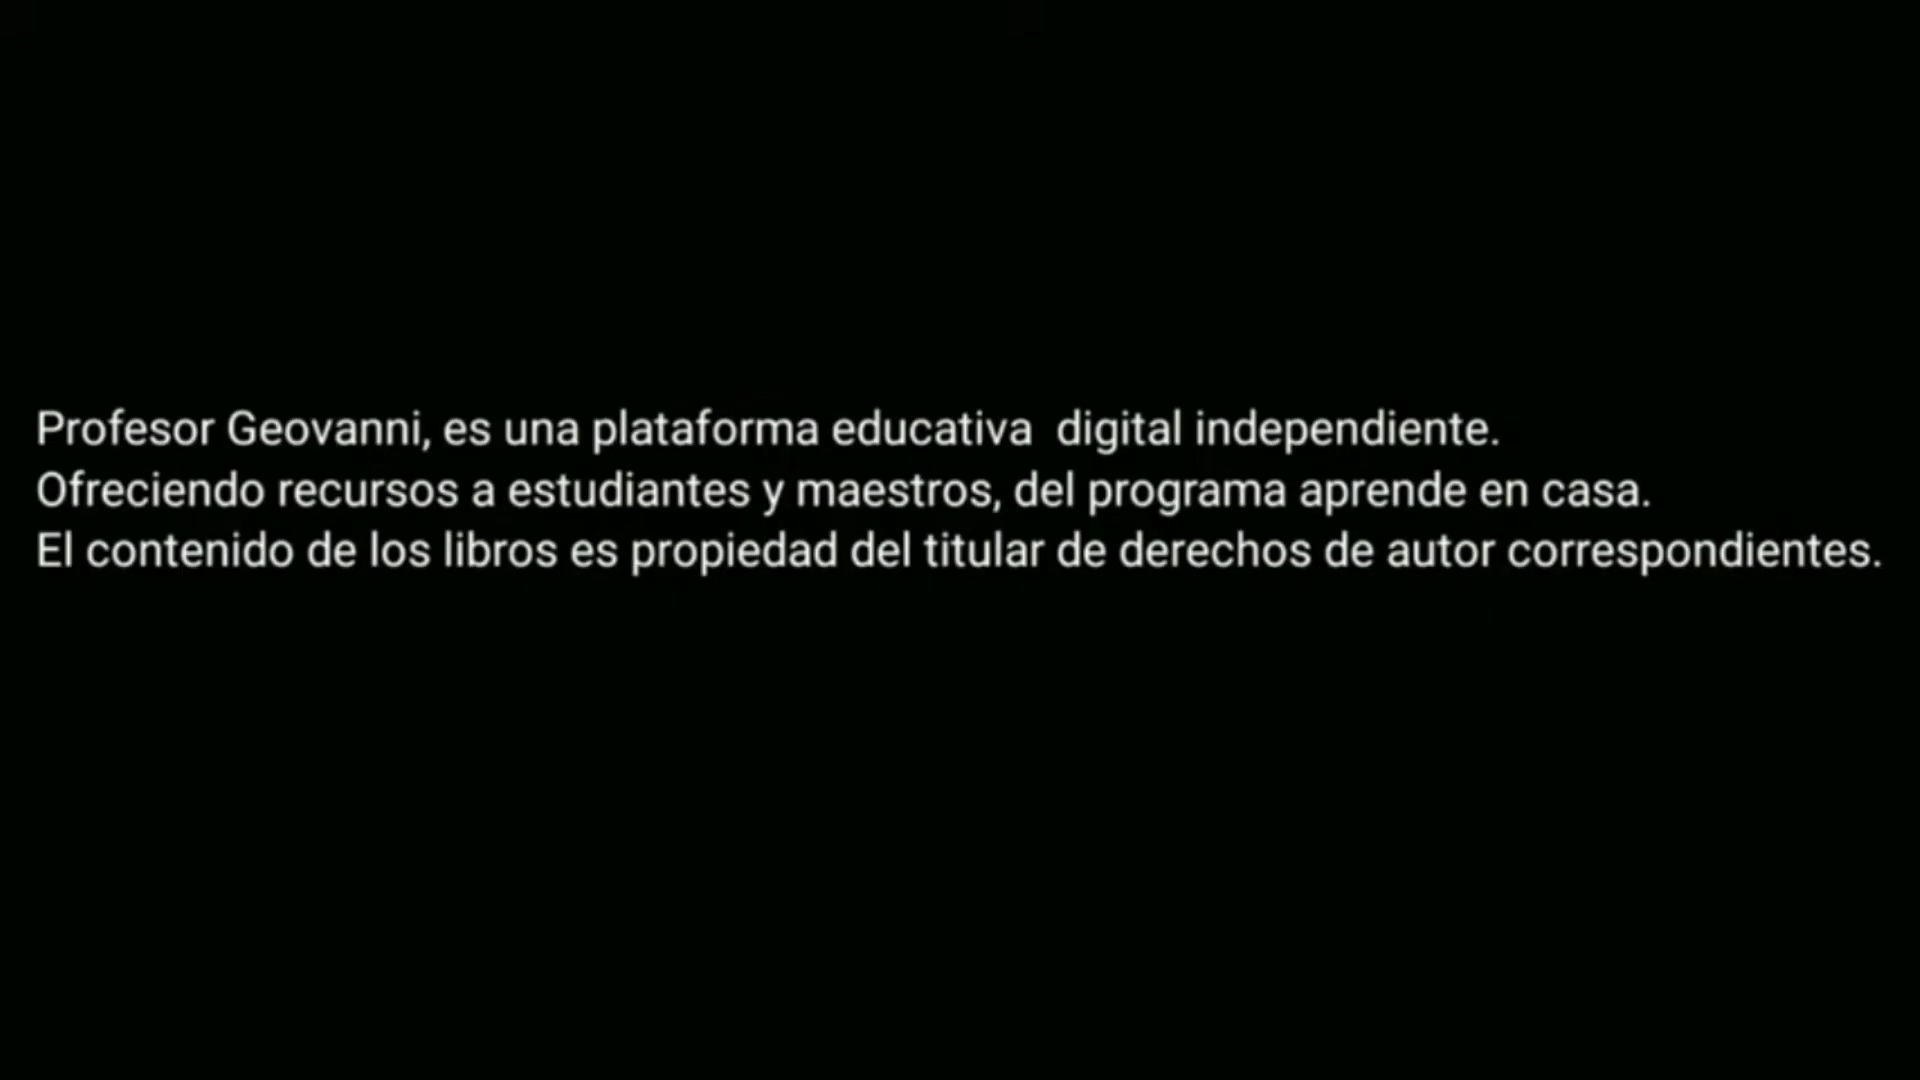 Profesor Geovanni, es una plataforma educativa  digital independiente.
Ofreciendo recursos a estudiantes y maestros, del programa aprende en casa.
El contenido de los libros es propiedad del titular de derechos de autor correspondientes.